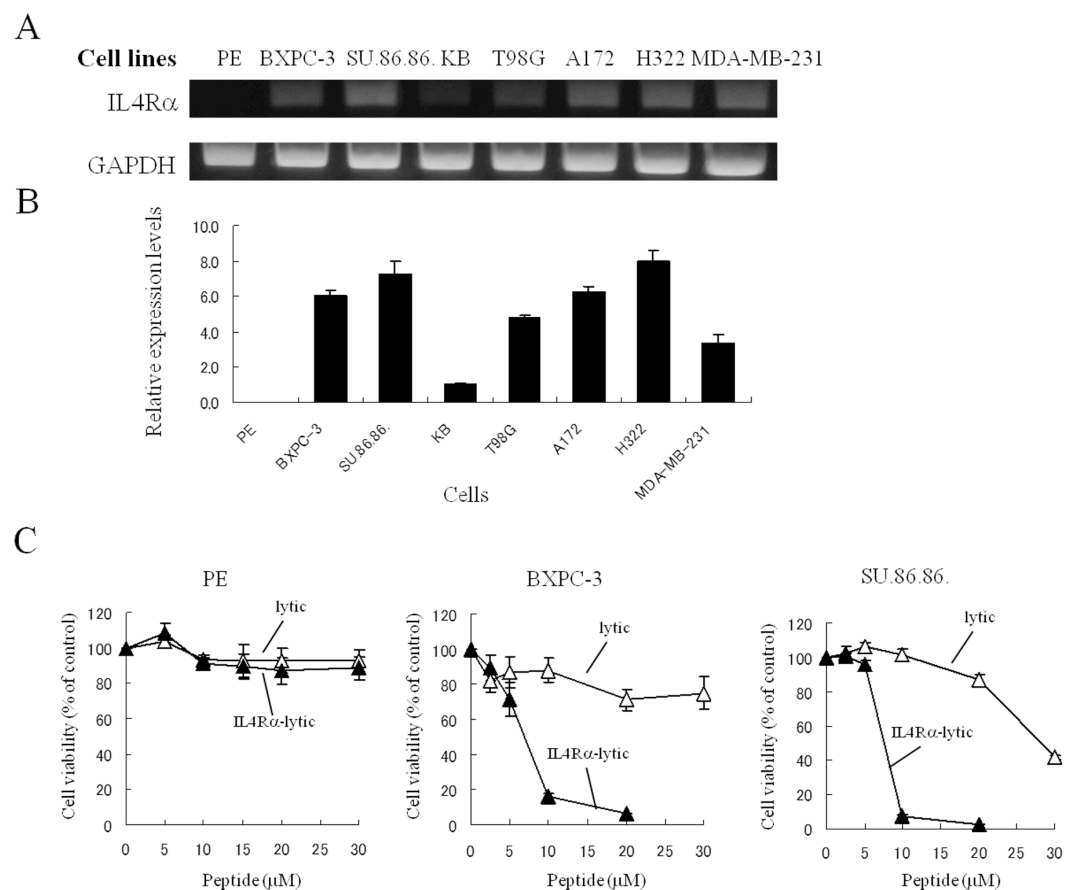 A
Cell lines PE BXPC-3 SU.86.86. KB T98G A172 H322 MDA-MB-231
IL4Rα
GAPDH
B
Relative expression levels
10.0
8.0
6.0
4.0
2.0
0.0
PE BXPC-3 SU.86.86. KB T98G A172 H322 MDA-MB-231
Cells
C
PE
Cell viability (% of control)
120
100
80
60
40
20
0
lytic
IL4Rα-lytic
0 5 10 15 20 25 30
Peptide (μM)
BXPC-3
Cell viability (% of control)
120
100
80
60
40
20
0
lytic
IL4Rα-lytic
0 5 10 15 20 25 30
Peptide (μM)
SU.86.86.
Cell viability (% of control)
120
100
80
60
40
20
0
lytic
IL4Rα-lytic
0 5 10 15 20 25 30
Peptide (μM)